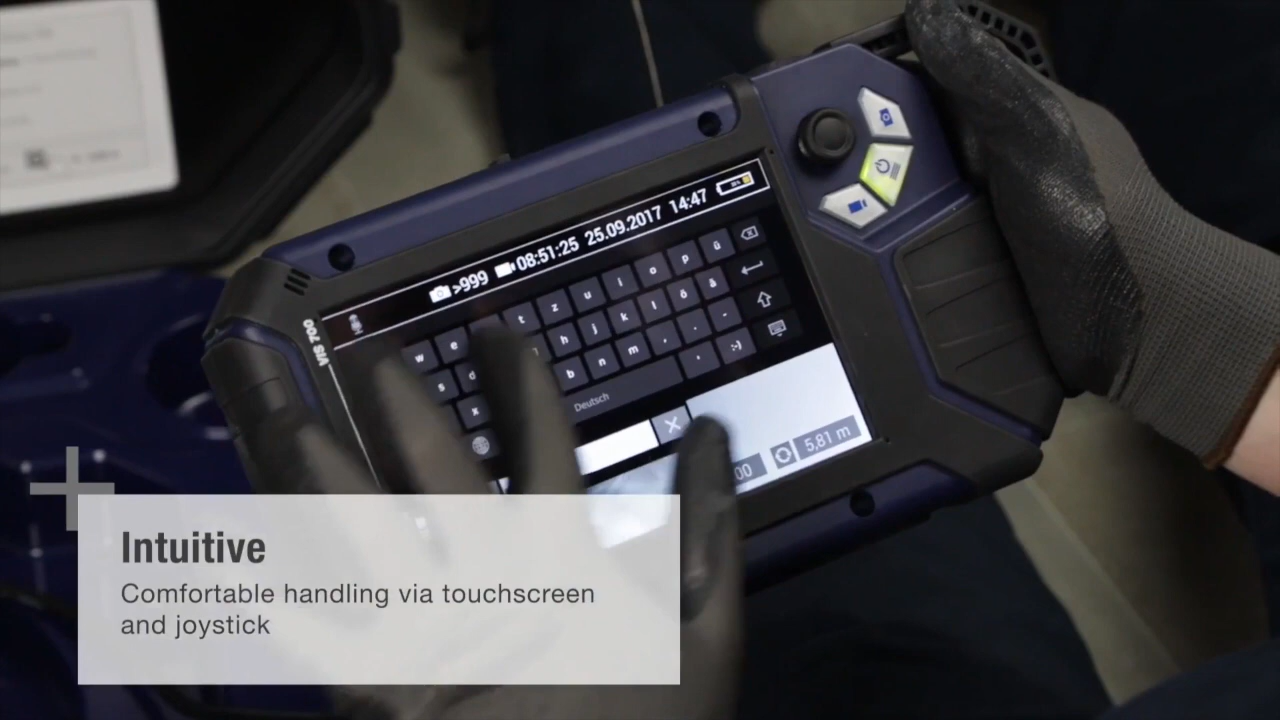 >999 08:51:25 25.09.2017 14:47
VIS 700
w e t z u i o p ü
s d h j k l ö ä
x b n m , . -
' :-)
Deutsch
00 5,81 m
Intuitive
Comfortable handling via touchscreen
and joystick